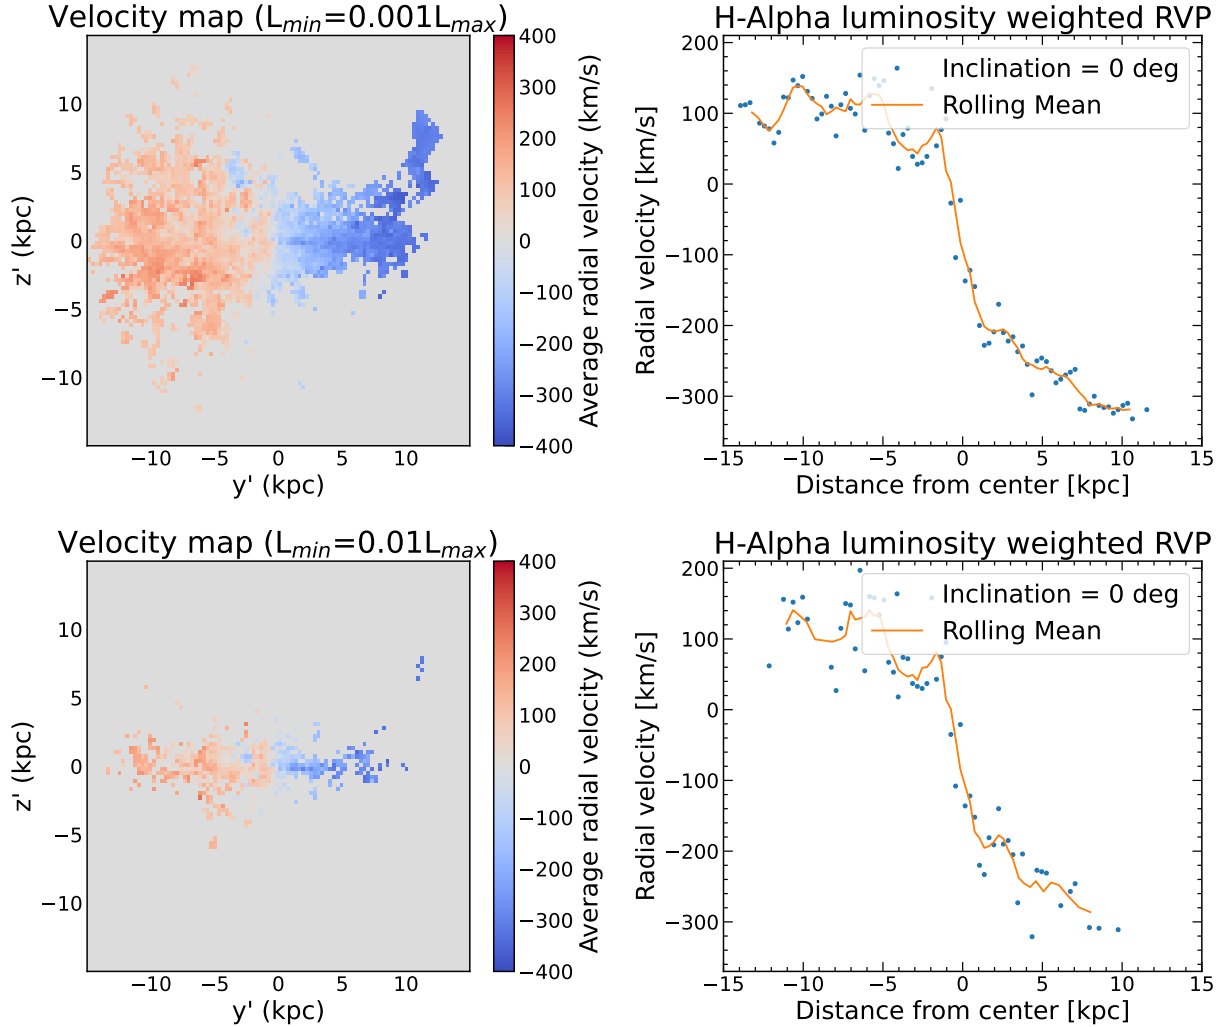 Velocity map (Lmin=0.001Lmax)
10
5
0
−5
−10
z' (kpc)
−10 −5 0 5 10
y' (kpc)
400
300
200
100
0
−100
−200
−300
−400
Average radial velocity (km/s)
H-Alpha luminosity weighted RVP
Inclination = 0 deg
Rolling Mean
200
100
0
−100
−200
−300
Radial velocity [km/s]
−15 −10 −5 0 5 10 15
Distance from center [kpc]
Velocity map (Lmin=0.01Lmax)
10
5
0
−5
−10
z' (kpc)
−10 −5 0 5 10
y' (kpc)
400
300
200
100
0
−100
−200
−300
−400
Average radial velocity (km/s)
H-Alpha luminosity weighted RVP
Inclination = 0 deg
Rolling Mean
200
100
0
−100
−200
−300
Radial velocity [km/s]
−15 −10 −5 0 5 10 15
Distance from center [kpc]